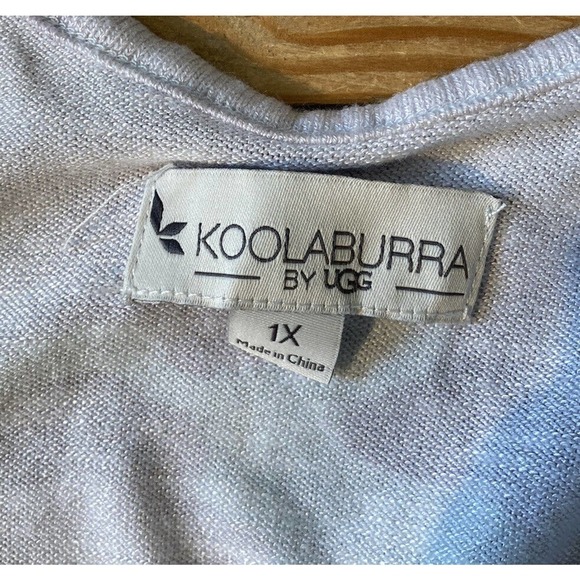 KOOLABURRA
BY UGG
1X
Made in China